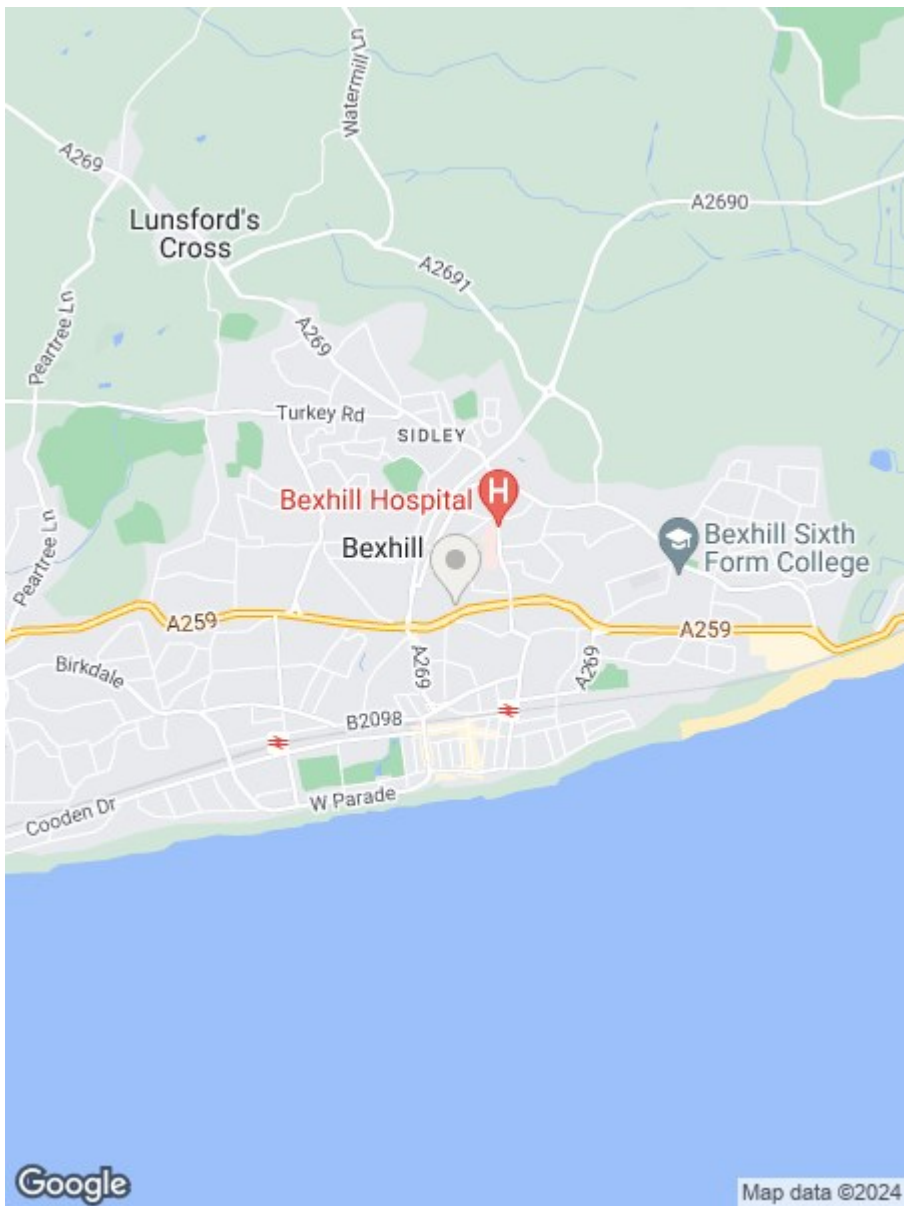 Watermill Ln
A269
A2690
Lunsford's
Cross
A2691
Peartree Ln
A269
Turkey Rd
SIDLEY
Bexhill Hospital
H
Bexhill
Bexhill Sixth
Form College
Peartree Ln
A259
A259
Birkdale
A269
A269
B2098
W Parade
Cooden Dr
Google
Map data ©2024